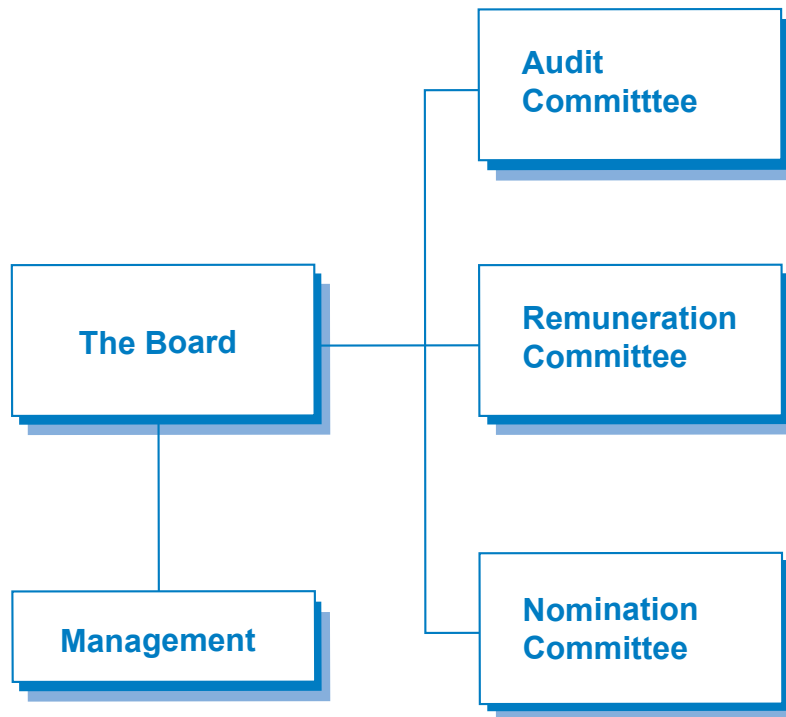 Audit
Committtee
The Board
Remuneration
Committee
Management
Nomination
Committee